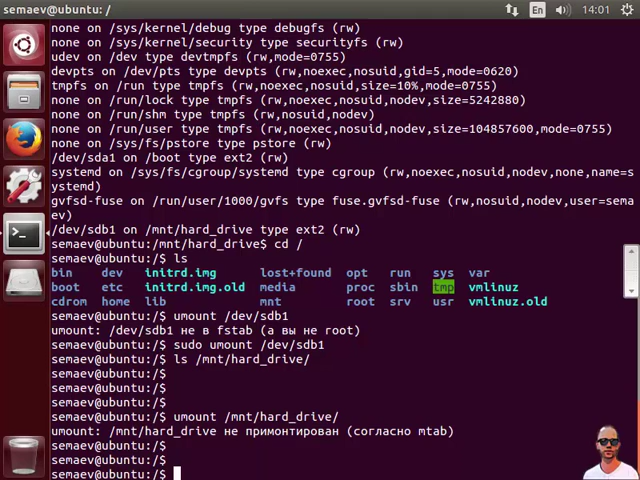 semaev@ubuntu: /
En
14:01
none on /sys/kernel/debug type debugfs (rw)
none on /sys/kernel/security type securityfs (rw)
udev on /dev type devtmpfs (rw,mode=0755)
devpts on /dev/pts type devpts (rw,noexec,nosuid,gid=5,mode=0620)
tmpfs on /run type tmpfs (rw,noexec,nosuid,size=10%,mode=0755)
none on /run/lock type tmpfs (rw,noexec,nosuid,nodev,size=5242880)
none on /run/shm type tmpfs (rw,nosuid,nodev)
none on /run/user type tmpfs (rw,noexec,nosuid,nodev,size=104857600,mode=0755)
none on /sys/fs/pstore type pstore (rw)
/dev/sda1 on /boot type ext2 (rw)
systemd on /sys/fs/cgroup/systemd type cgroup (rw,noexec,nosuid,nodev,none,name=s
ystemd)
gvfsd-fuse on /run/user/1000/gvfs type fuse.gvfsd-fuse (rw,nosuid,nodev,user=sema
ev)
/dev/sdb1 on /mnt/hard_drive type ext2 (rw)
semaev@ubuntu:/mnt/hard_drive$ cd /
semaev@ubuntu:/$ ls
bin dev initrd.img lost+found opt run sys var
boot etc initrd.img.old media proc sbin tmp vmlinuz
cdrom home lib mnt root srv usr vmlinuz.old
semaev@ubuntu:/$ umount /dev/sdb1
umount: /dev/sdb1 не в fstab (а вы не root)
semaev@ubuntu:/$ sudo umount /dev/sdb1
semaev@ubuntu:/$ ls /mnt/hard_drive/
semaev@ubuntu:/$
semaev@ubuntu:/$
semaev@ubuntu:/$
semaev@ubuntu:/$ umount /mnt/hard_drive/
umount: /mnt/hard_drive не примонтирован (согласно mtab)
semaev@ubuntu:/$
semaev@ubuntu:/$
semaev@ubuntu:/$